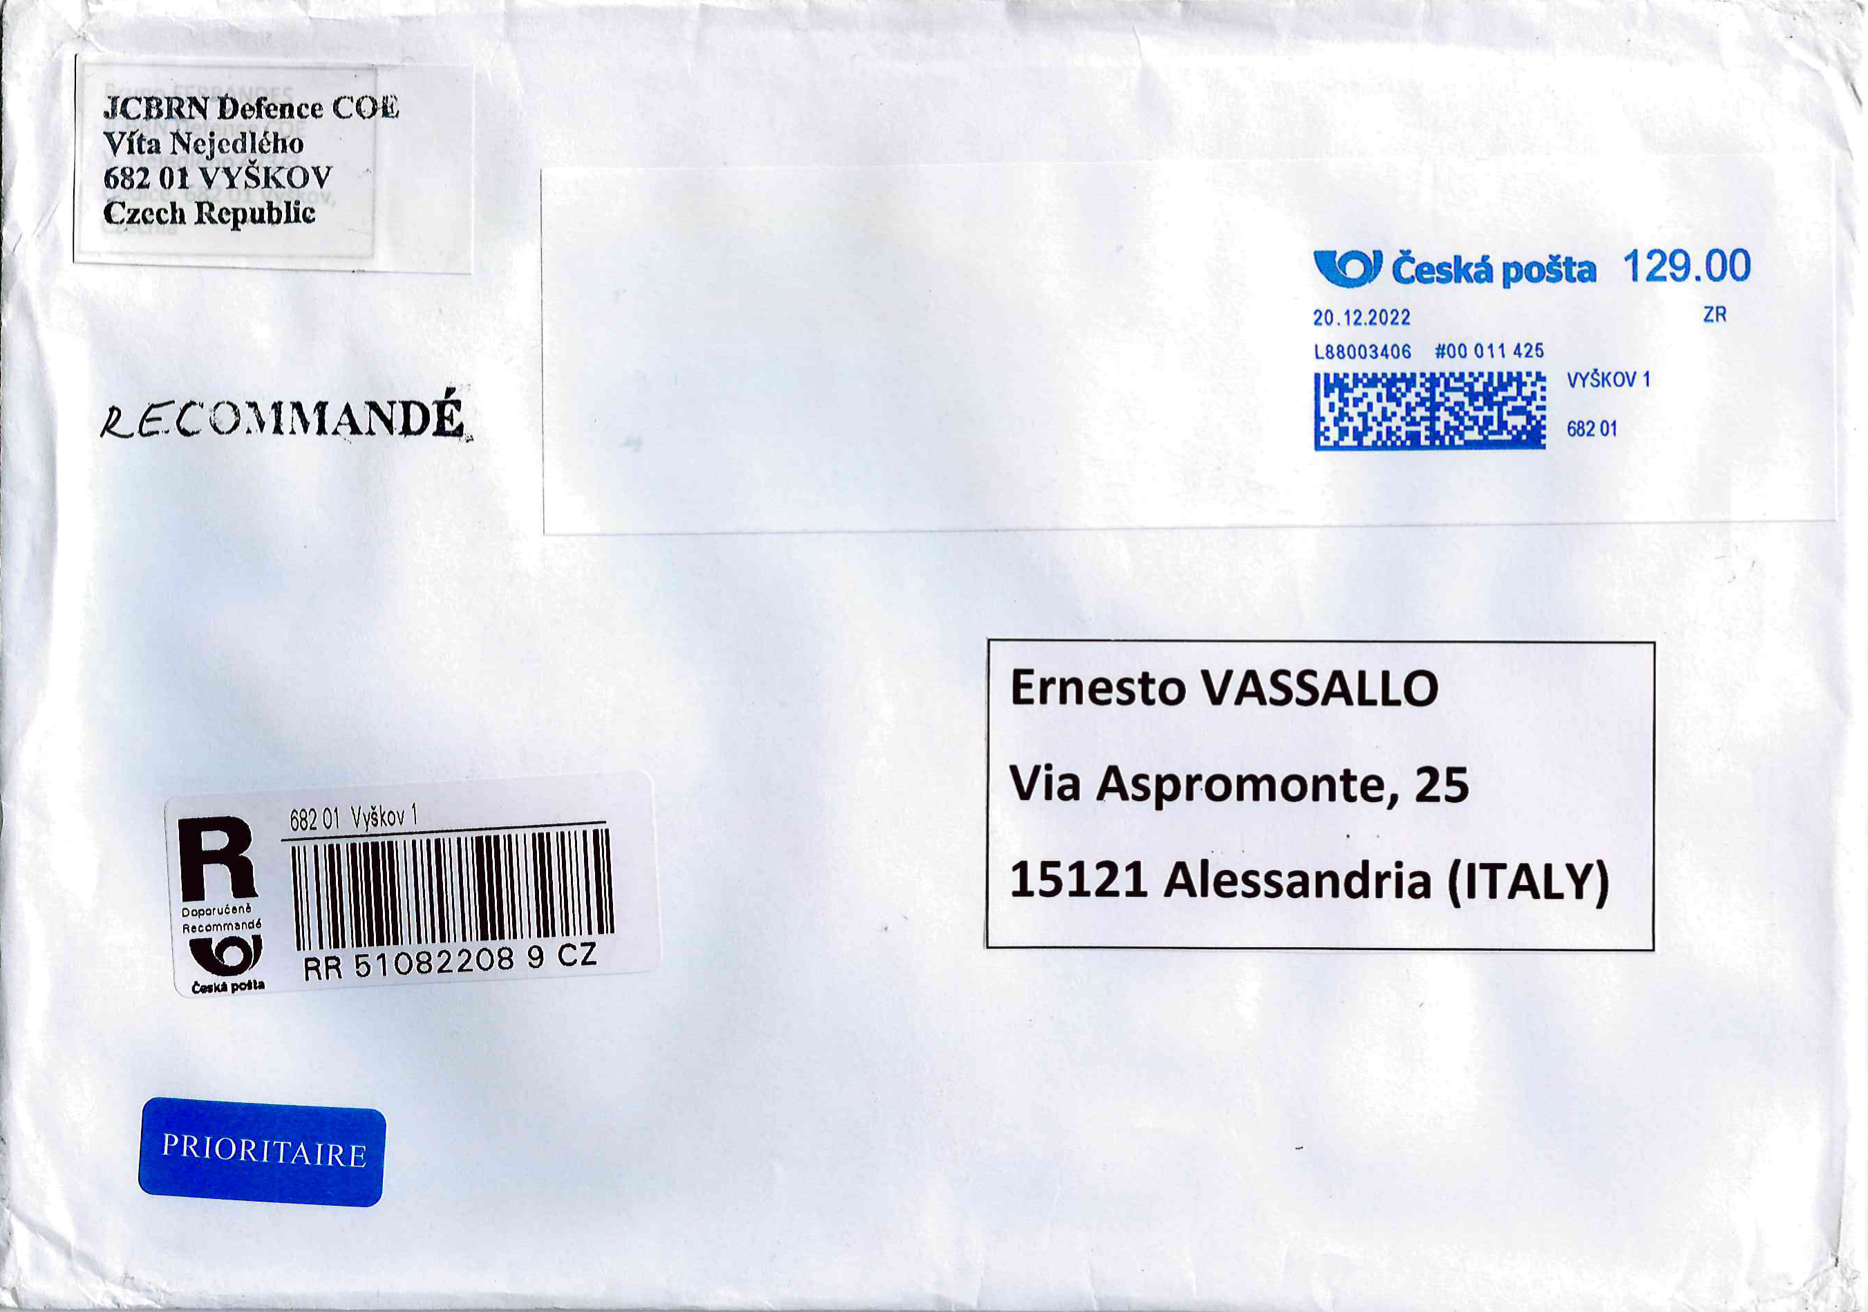 JCBRN Defence COE
Víta Nejedlého
682 01 VYŠKOV
Czech Republic
RECOMMANDÉ
Česká pošta 129.00
20.12.2022 ZR
L88003406 #00 011 425
VYŠKOV 1
682 01
Ernesto VASSALLO
Via Aspromonte, 25
15121 Alessandria (ITALY)
R
682 01 Vyškov 1
Doporučeně
Recommandé
Česká pošta
RR 51082208 9 CZ
PRIORITAIRE